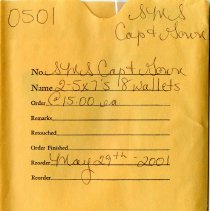 0501
SHS
Cap & Gown
No. SHS Cap & Gown
Name 2-5x7's 8 wallets
Order @ 15.00 ea
Remarks
Retouched
Order Finished
Reorder May 29th - 2001
Reorder